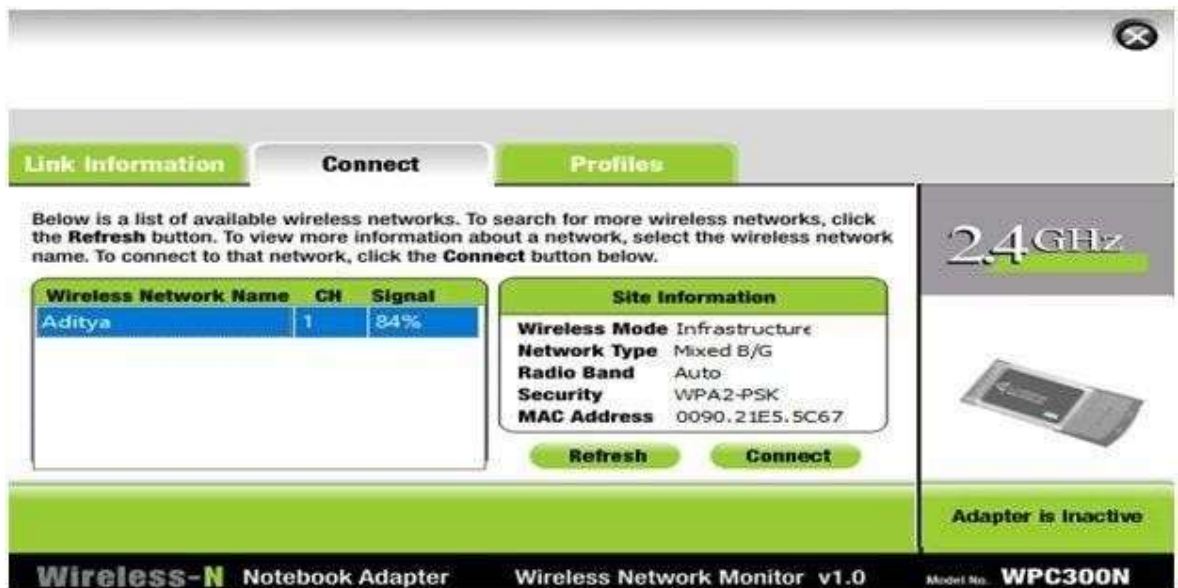 Link Information Connect Profiles
Below is a list of available wireless networks. To search for more wireless networks, click
the Refresh button. To view more information about a network, select the wireless network
name. To connect to that network, click the Connect button below.
2.4GHz
Wireless Network Name CH Signal
Aditya 1 84%
Site Information
Wireless Mode Infrastructure
Network Type Mixed B/G
Radio Band Auto
Security WPA2-PSK
MAC Address 0090.21E5.5C67
Refresh Connect
Adapter is Inactive
Wireless-N Notebook Adapter Wireless Network Monitor v1.0 Model No. WPC300N